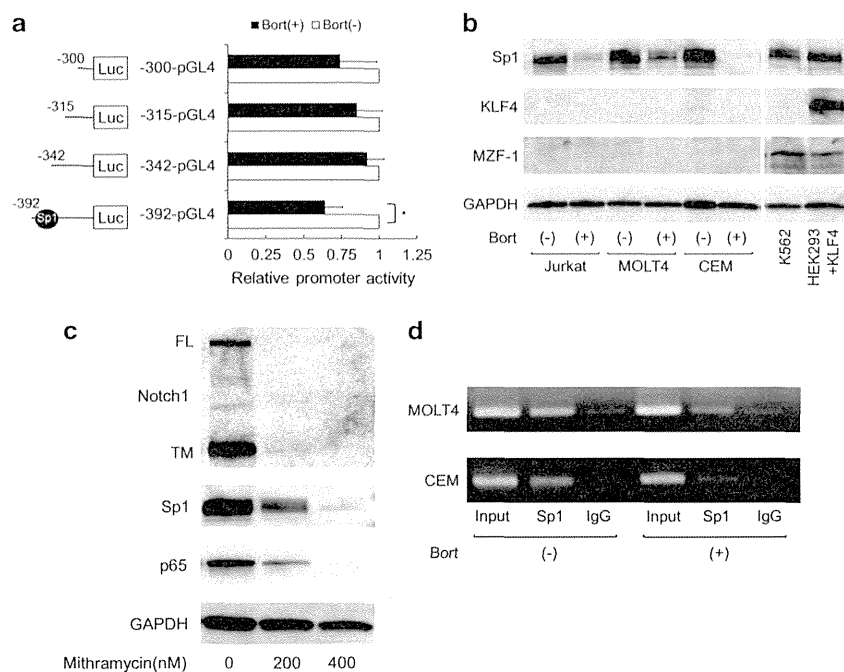 a
■ Bort(+) □ Bort(-)
-300
Luc
-300-pGL4
-315
Luc
-315-pGL4
-342
Luc
-342-pGL4
-392
Sp1
Luc
-392-pGL4
*
0 0.25 0.5 0.75 1 1.25
Relative promoter activity
b
Sp1
KLF4
MZF-1
GAPDH
Bort (-) (+) (-) (+) (-) (+)
Jurkat MOLT4 CEM
K562
HEK293
+KLF4
c
FL
Notch1
TM
Sp1
p65
GAPDH
Mithramycin(nM) 0 200 400
d
MOLT4
CEM
Input Sp1 IgG Input Sp1 IgG
Bort (-) (+)